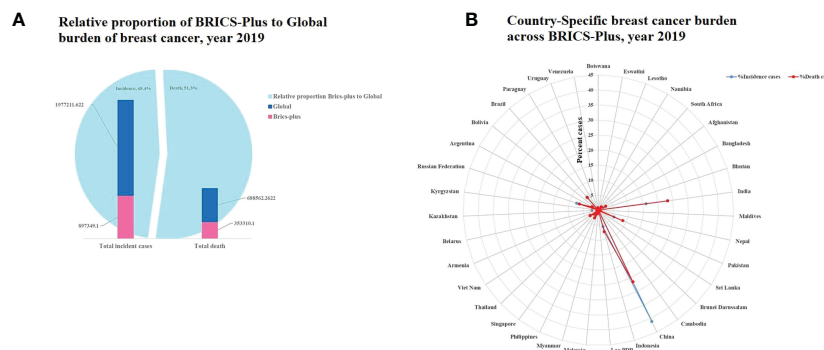 A
Relative proportion of BRICS-Plus to Global
burden of breast cancer, year 2019
Incidence, 45.4%
Death, 51.3%
1977211.622
897349.1
688562.2622
353310.1
Total incident cases
Total death
Relative proportion Brics-plus to Global
Global
Brics-plus
B
Country-Specific breast cancer burden
across BRICS-Plus, year 2019
%Incidence cases
%Death c
Percent cases
45
40
35
30
25
20
15
10
5
Botswana
Eswatini
Lesotho
Namibia
South Africa
Afghanistan
Bangladesh
Bhutan
India
Maldives
Nepal
Pakistan
Sri Lanka
Brunei Darussalam
Cambodia
China
Indonesia
Lao PDR
Malaysia
Myanmar
Philippines
Singapore
Thailand
Viet Nam
Armenia
Belarus
Kazakhstan
Kyrgyzstan
Russian Federation
Argentina
Bolivia
Brazil
Paraguay
Uruguay
Venezuela